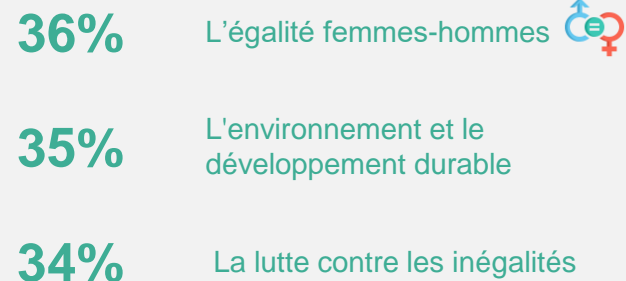 36% L'égalité femmes-hommes
35% L'environnement et le
développement durable
34% La lutte contre les inégalités